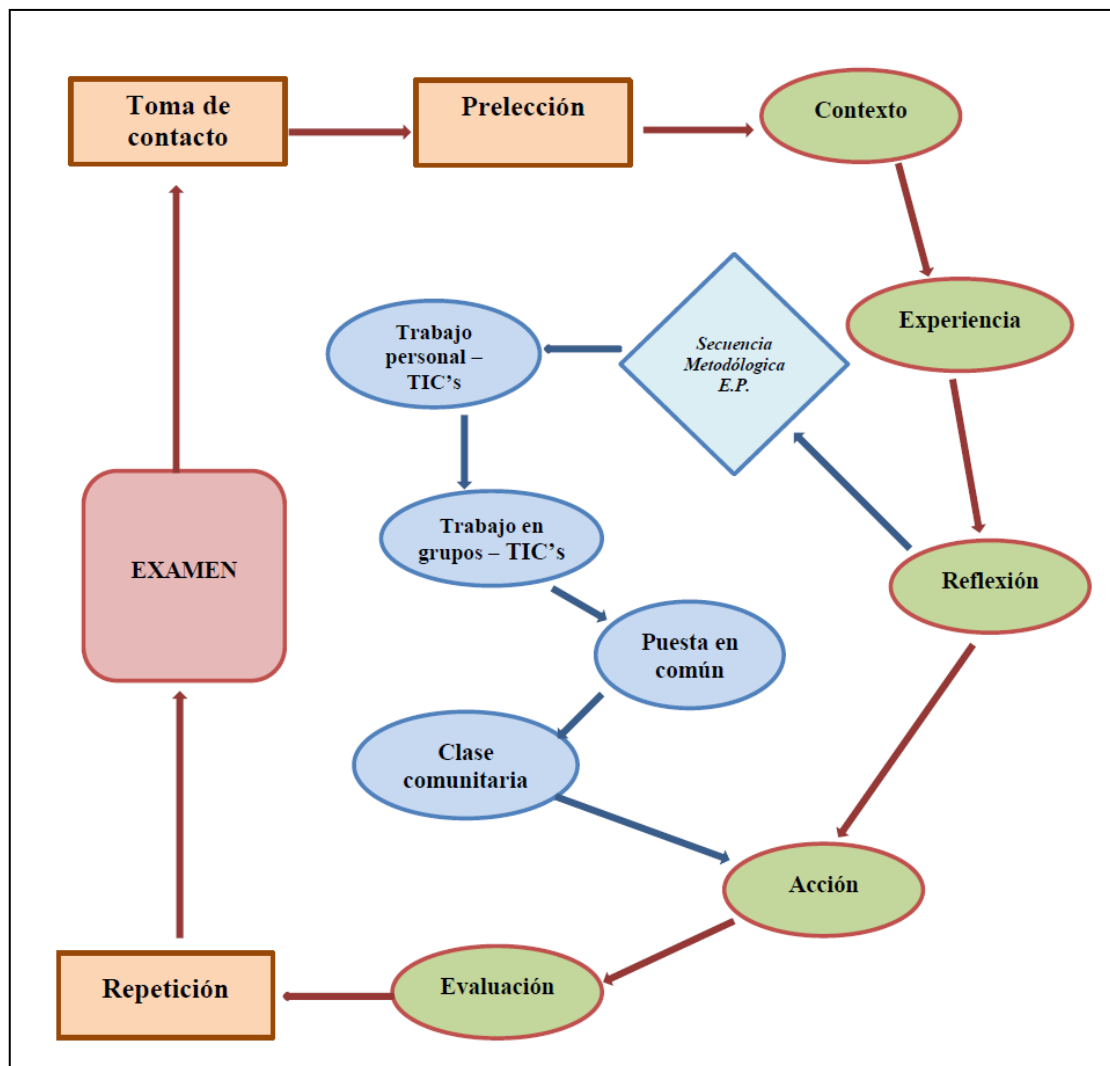 Toma de
contacto
Prelección
Contexto
Experiencia
Secuencia
Metodólogica
E.P.
Trabajo
personal –
TIC’s
Trabajo en
grupos – TIC’s
Reflexión
EXAMEN
Puesta en
común
Clase
comunitaria
Acción
Evaluación
Repetición